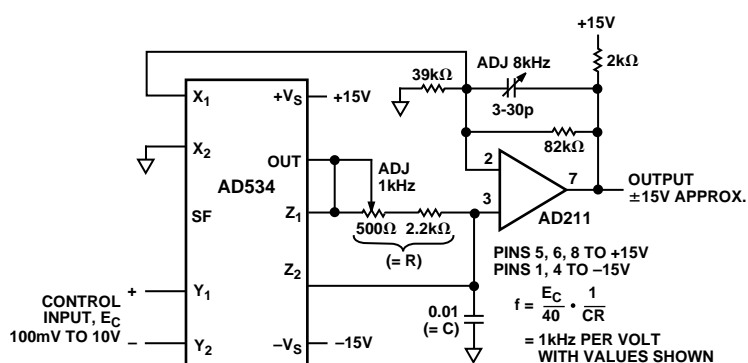 +15V
2kΩ
39kΩ
ADJ 8kHz
3-30p
82kΩ
X1
+VS
+15V
X2
OUT
ADJ
1kHz
AD534
SF
Z1
500Ω
2.2kΩ
(= R)
Z2
2
3
7
AD211
OUTPUT
±15V APPROX.
PINS 5, 6, 8 TO +15V
PINS 1, 4 TO –15V
CONTROL
INPUT, EC
100mV TO 10V
+
–
Y1
Y2
–VS
–15V
0.01
(= C)
f = EC/40 • 1/CR
= 1kHz PER VOLT
WITH VALUES SHOWN